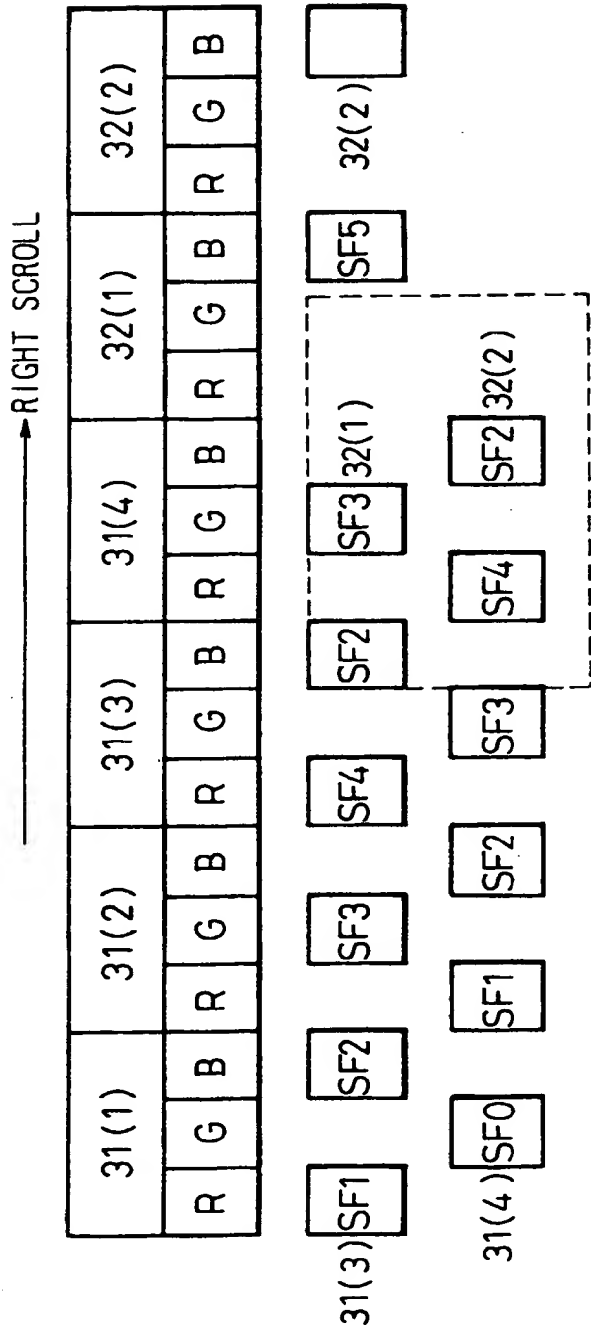 RIGHT SCROLL
31(1) 31(2) 31(3) 31(4) 32(1) 32(2)
R G B R G B R G B R G B R G B R G B
31(3) SF1 SF2 SF3 SF4 SF2 SF3 32(1) SF5 32(2)
31(4) SF0 SF1 SF2 SF3 SF4 SF2 32(2)